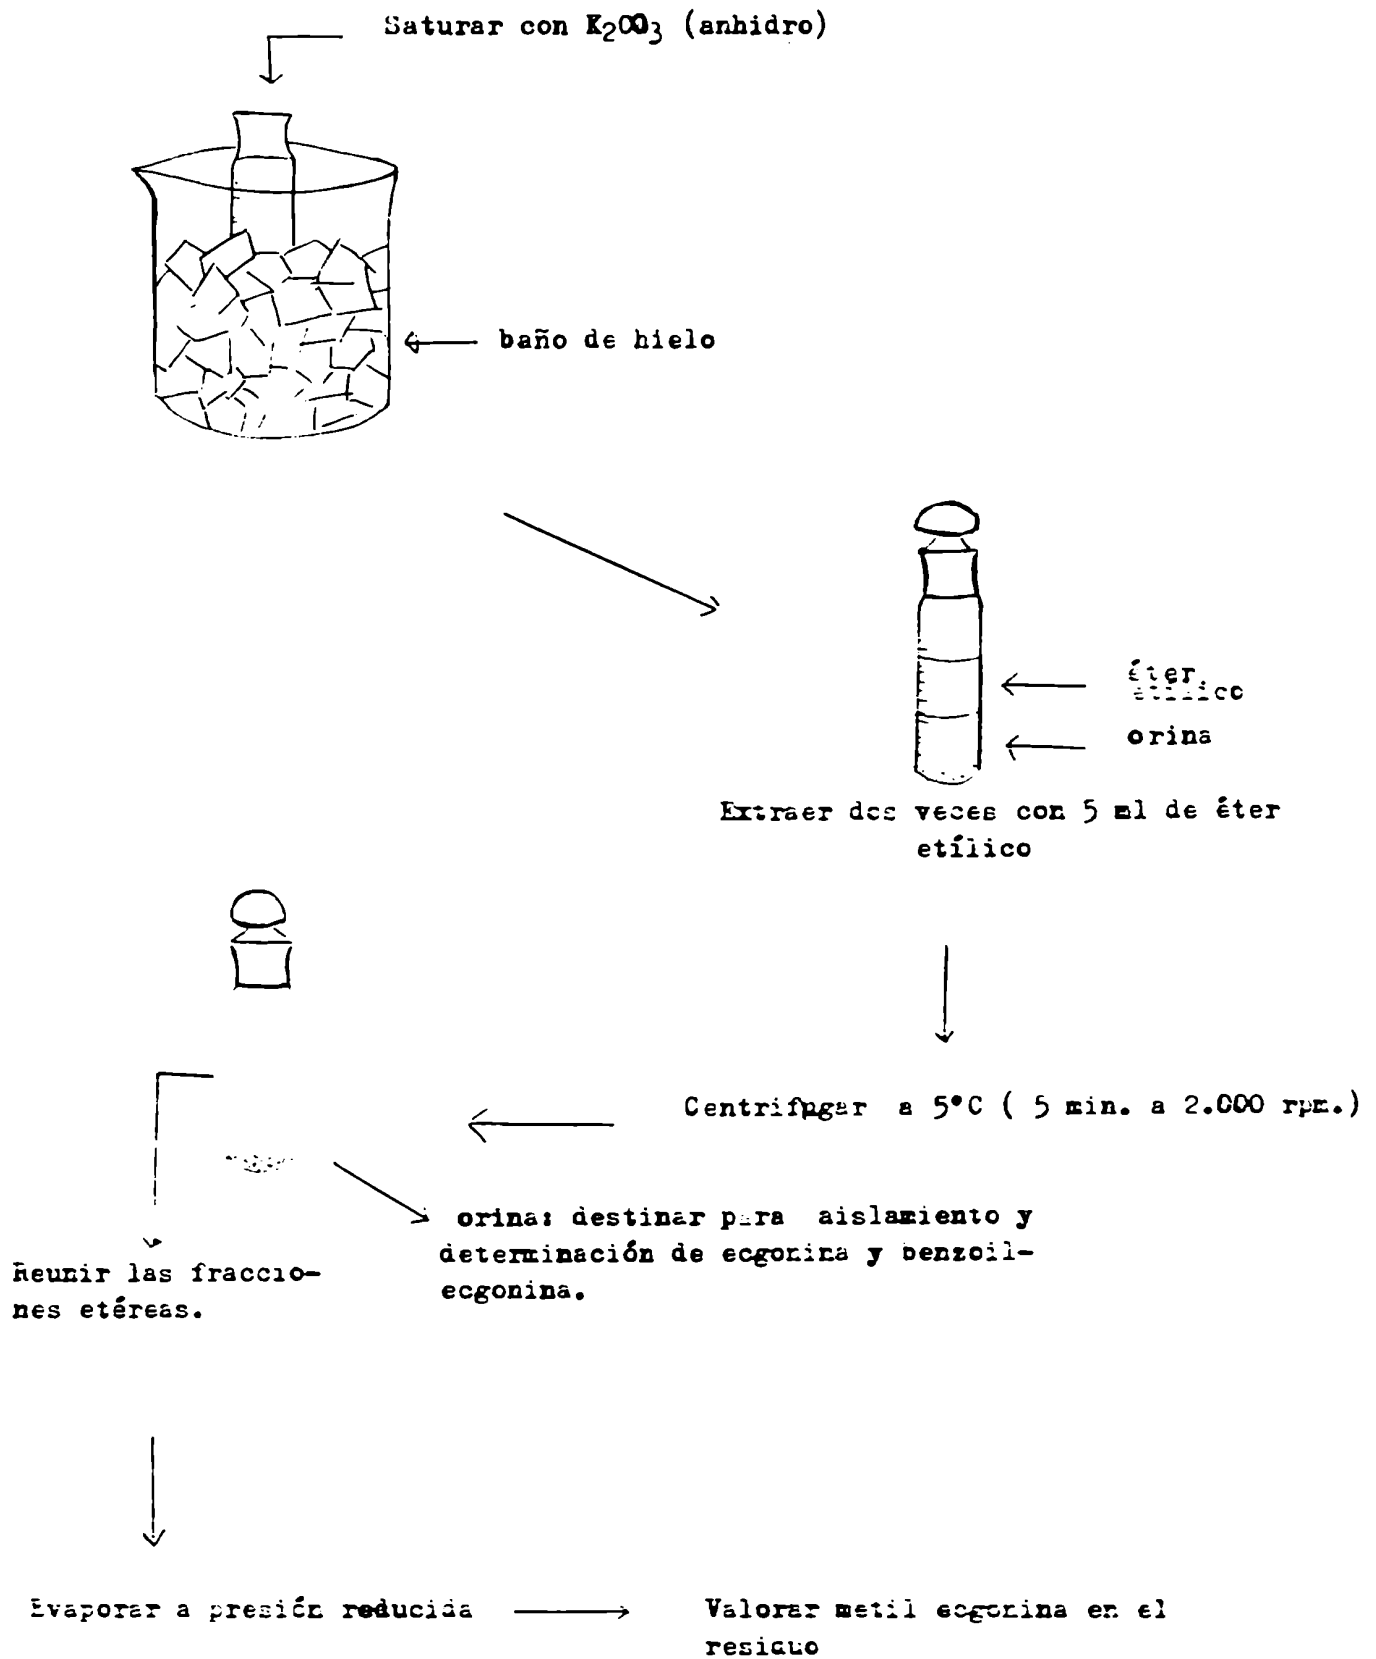 Saturar con K₂CO₃ (anhidro)
baño de hielo
éter
etílico
orina
Extraer dos veces con 5 ml de éter
etílico
Centrifugar a 5°C ( 5 min. a 2.000 rpm.)
orina: destinar para aislamiento y
determinación de ecgonina y benzoil-
ecgonina.
Reunir las fraccio-
nes etéreas.
Evaporar a presión reducida
Valorar metil ecgonina en el
residuo